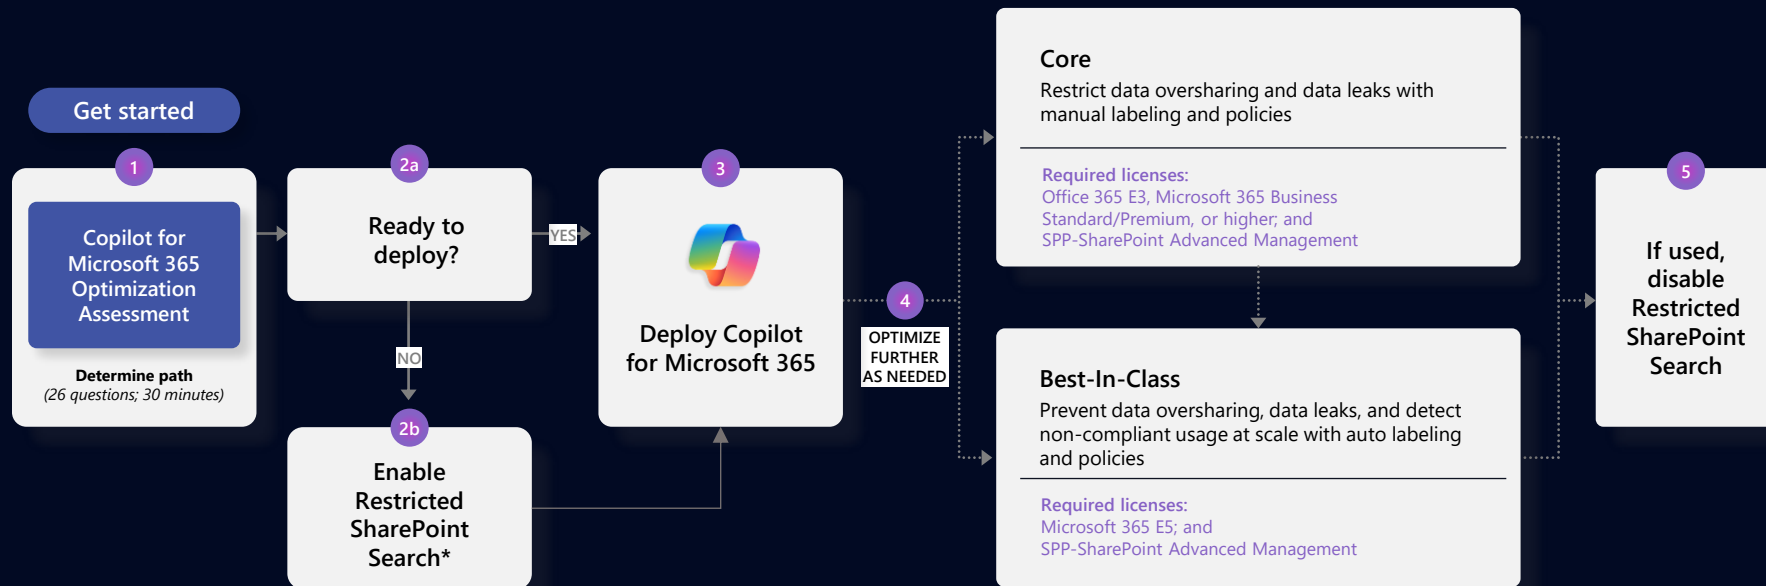 Get started
1
Copilot for
Microsoft 365
Optimization
Assessment
Determine path
(26 questions; 30 minutes)
2a
Ready to
deploy?
YES
NO
2b
Enable
Restricted
SharePoint
Search*
3
Deploy Copilot
for Microsoft 365
4
OPTIMIZE
FURTHER
AS NEEDED
Core
Restrict data oversharing and data leaks with
manual labeling and policies
Required licenses:
Office 365 E3, Microsoft 365 Business
Standard/Premium, or higher; and
SPP-SharePoint Advanced Management
Best-In-Class
Prevent data oversharing, data leaks, and detect
non-compliant usage at scale with auto labeling
and policies
Required licenses:
Microsoft 365 E5; and
SPP-SharePoint Advanced Management
5
If used,
disable
Restricted
SharePoint
Search